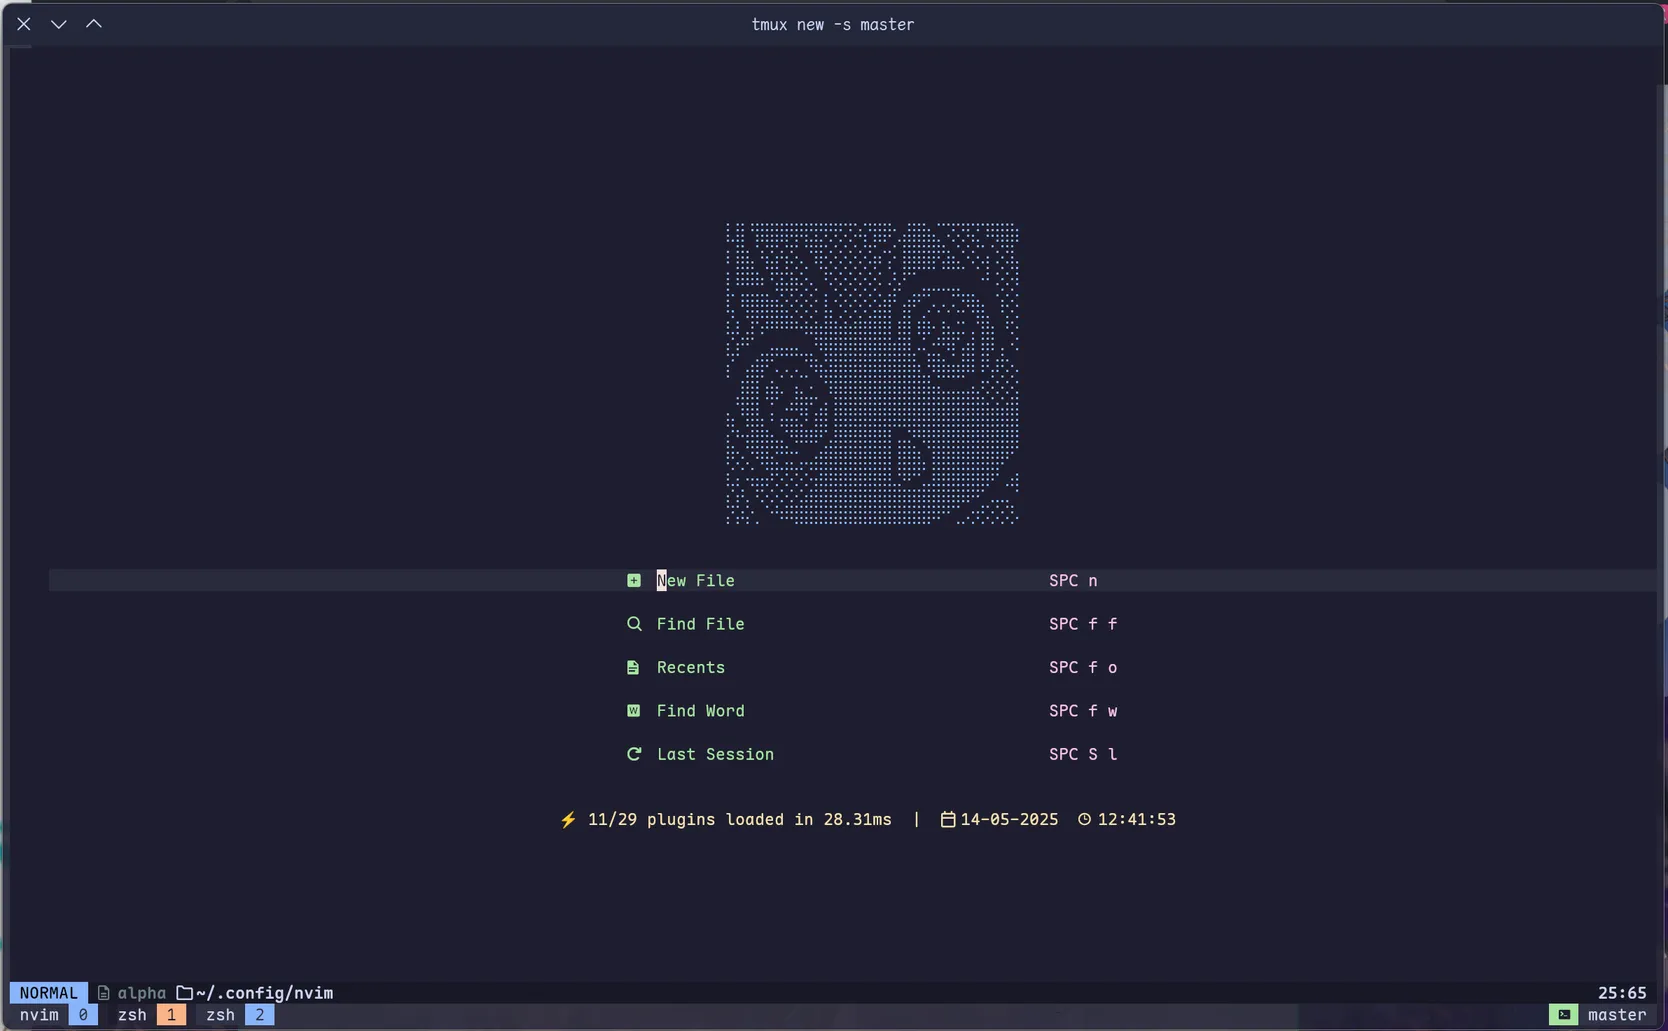 tmux new -s master
New File SPC n
Find File SPC f f
Recents SPC f o
W Find Word SPC f w
Last Session SPC S l
⚡ 11/29 plugins loaded in 28.31ms | 14-05-2025 12:41:53
NORMAL alpha ~/.config/nvim 25:65
nvim 0 zsh 1 zsh 2 master